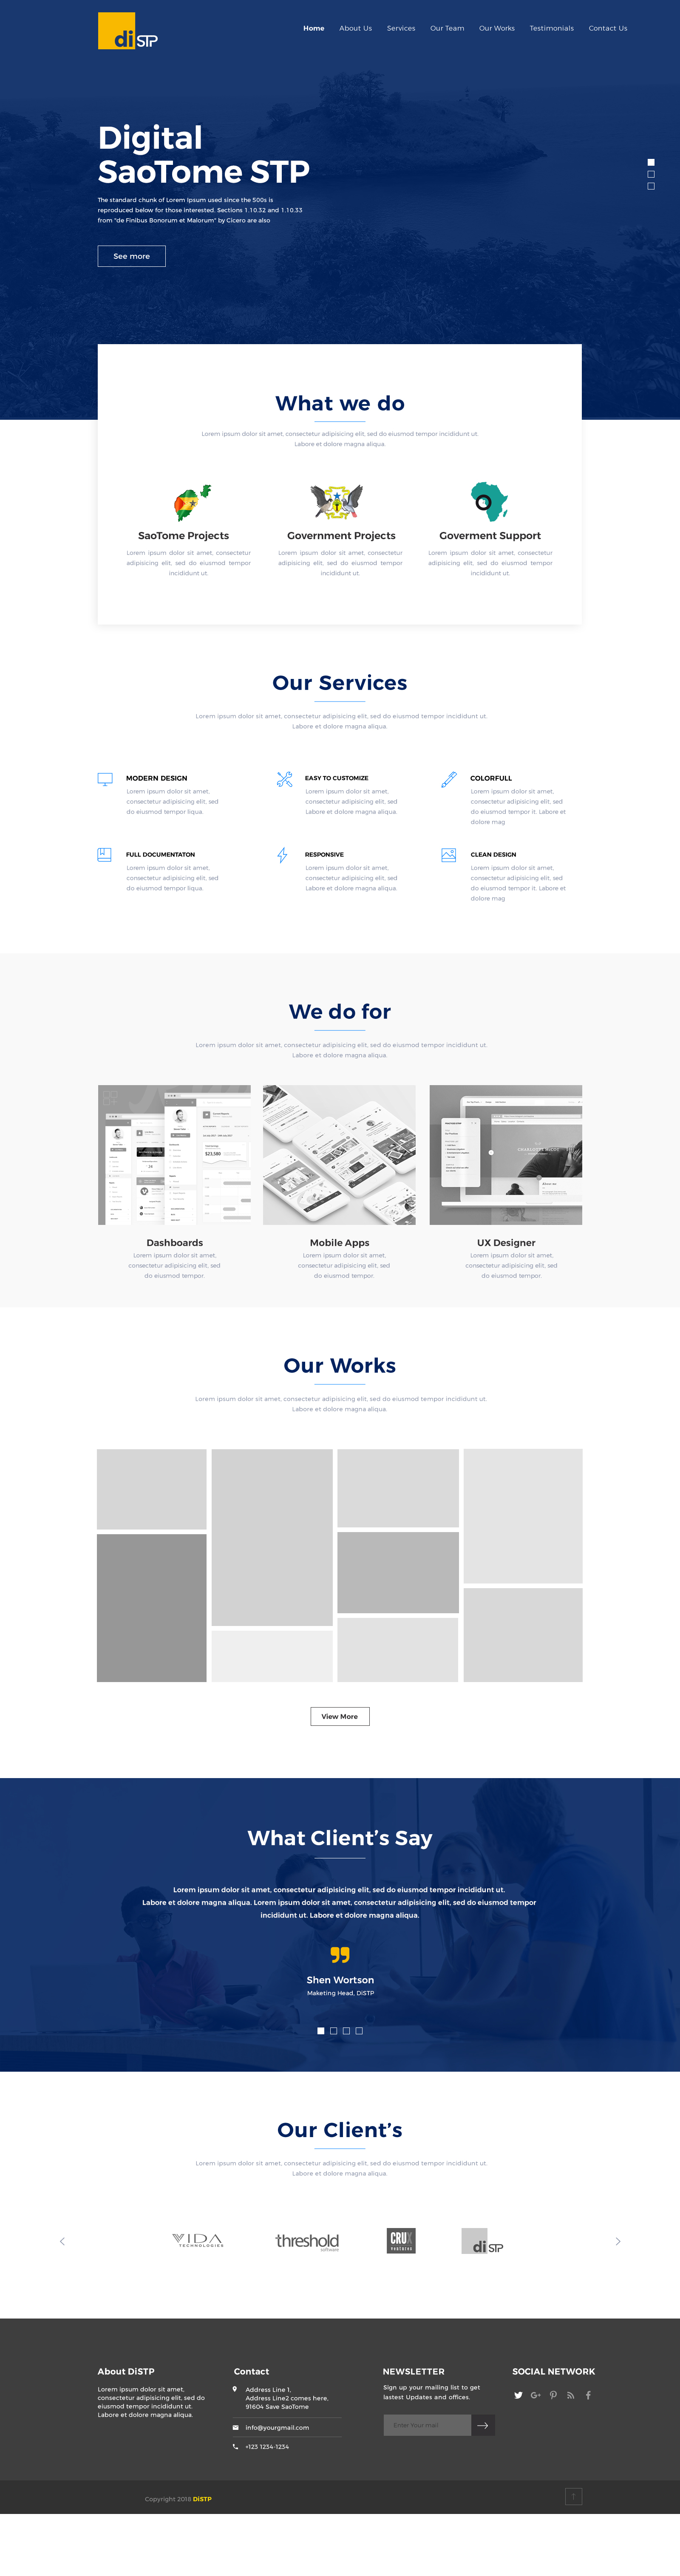 diSTP
Home About Us Services Our Team Our Works Testimonials Contact Us
Digital
SaoTome STP
The standard chunk of Lorem Ipsum used since the 500s is
reproduced below for those interested. Sections 1.10.32 and 1.10.33
from "de Finibus Bonorum et Malorum" by Cicero are also
See more
What we do
Lorem ipsum dolor sit amet, consectetur adipisicing elit, sed do eiusmod tempor incididunt ut.
Labore et dolore magna aliqua.
SaoTome Projects
Lorem ipsum dolor sit amet, consectetur
adipisicing elit, sed do eiusmod tempor
incididunt ut.
Government Projects
Lorem ipsum dolor sit amet, consectetur
adipisicing elit, sed do eiusmod tempor
incididunt ut.
Goverment Support
Lorem ipsum dolor sit amet, consectetur
adipisicing elit, sed do eiusmod tempor
incididunt ut.
Our Services
Lorem ipsum dolor sit amet, consectetur adipisicing elit, sed do eiusmod tempor incididunt ut.
Labore et dolore magna aliqua.
MODERN DESIGN
Lorem ipsum dolor sit amet,
consectetur adipisicing elit, sed
do eiusmod tempor liqua.
EASY TO CUSTOMIZE
Lorem ipsum dolor sit amet,
consectetur adipisicing elit, sed
Labore et dolore magna aliqua.
COLORFULL
Lorem ipsum dolor sit amet,
consectetur adipisicing elit, sed
do eiusmod tempor it. Labore et
dolore mag
FULL DOCUMENTATON
Lorem ipsum dolor sit amet,
consectetur adipisicing elit, sed
do eiusmod tempor liqua.
RESPONSIVE
Lorem ipsum dolor sit amet,
consectetur adipisicing elit, sed
Labore et dolore magna aliqua.
CLEAN DESIGN
Lorem ipsum dolor sit amet,
consectetur adipisicing elit, sed
do eiusmod tempor it. Labore et
dolore mag
We do for
Lorem ipsum dolor sit amet, consectetur adipisicing elit, sed do eiusmod tempor incididunt ut.
Labore et dolore magna aliqua.
$23,580
Dashboards
Lorem ipsum dolor sit amet,
consectetur adipisicing elit, sed
do eiusmod tempor.
Mobile Apps
Lorem ipsum dolor sit amet,
consectetur adipisicing elit, sed
do eiusmod tempor.
UX Designer
Lorem ipsum dolor sit amet,
consectetur adipisicing elit, sed
do eiusmod tempor.
Our Works
Lorem ipsum dolor sit amet, consectetur adipisicing elit, sed do eiusmod tempor incididunt ut.
Labore et dolore magna aliqua.
View More
What Client's Say
Lorem ipsum dolor sit amet, consectetur adipisicing elit, sed do eiusmod tempor incididunt ut.
Labore et dolore magna aliqua. Lorem ipsum dolor sit amet, consectetur adipisicing elit, sed do eiusmod tempor
incididunt ut. Labore et dolore magna aliqua.
Shen Wortson
Maketing Head, DiSTP
Our Client's
Lorem ipsum dolor sit amet, consectetur adipisicing elit, sed do eiusmod tempor incididunt ut.
Labore et dolore magna aliqua.
VIDA
TECHNOLOGIES
threshold
software
CRUX
ventures
diSTP
About DiSTP
Lorem ipsum dolor sit amet,
consectetur adipisicing elit, sed do
eiusmod tempor incididunt ut.
Labore et dolore magna aliqua.
Contact
Address Line 1,
Address Line2 comes here,
91604 Save SaoTome
info@yourgmail.com
+123 1234-1234
NEWSLETTER
Sign up your mailing list to get
lastest Updates and offices.
Enter Your mail
SOCIAL NETWORK
Copyright 2016 DiSTP